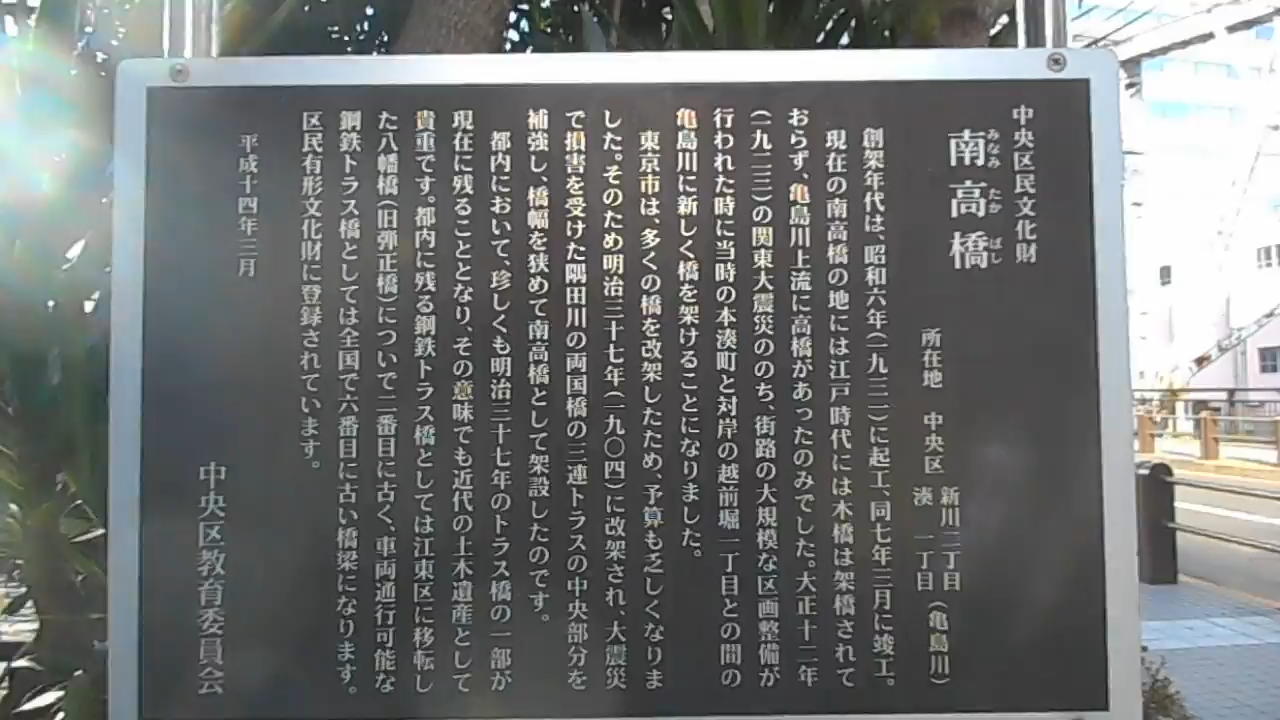 中央区民文化財
南高橋
みなみたかばし
所在地 中央区 新川二丁目
湊 一丁目 (亀島川)
創架年代は、昭和六年(一九三一)に起工、同七年三月に竣工。
現在の南高橋の地には江戸時代には木橋は架橋されて
おらず、亀島川上流に高橋があったのみでした。大正十二年
(一九二三)の関東大震災ののち、街路の大規模な区画整備が
行われた時に当時の本湊町と対岸の越前堀一丁目との間の
亀島川に新しく橋を架けることになりました。
東京市は、多くの橋を改架したため、予算も乏しくなりま
した。そのため明治三十七年(一九〇四)に改架され、大震災
で損害を受けた隅田川の両国橋の三連トラスの中央部分を
補強し、橋幅を狭めて南高橋として架設したのです。
都内において、珍しくも明治三十七年のトラス橋の一部が
現在に残ることとなり、その意味でも近代の土木遺産として
貴重です。都内に残る鋼鉄トラス橋としては江東区に移転し
た八幡橋(旧弾正橋)についで二番目に古く、車両通行可能な
鋼鉄トラス橋としては全国で六番目に古い橋梁になります。
区民有形文化財に登録されています。
平成十四年三月
中央区教育委員会